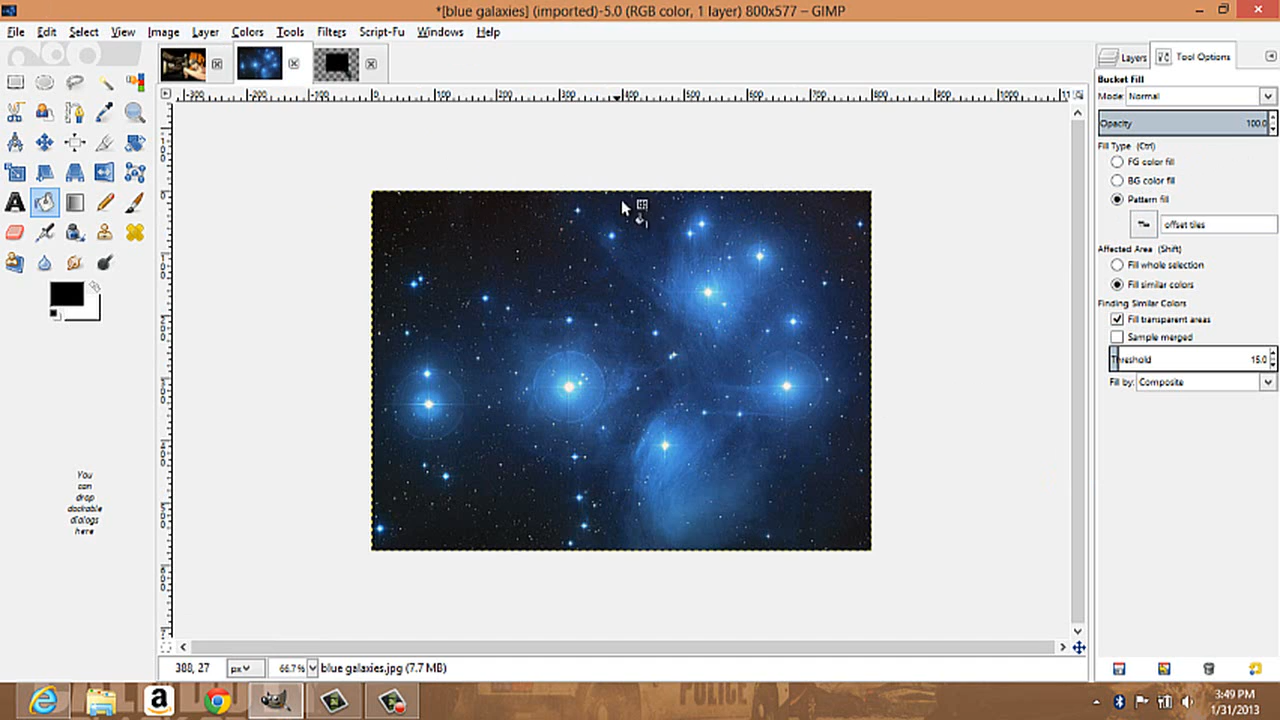 *[blue galaxies] (imported)-5.0 (RGB color, 1 layer) 800x577 – GIMP
File Edit Select View Image Layer Colors Tools Filters Script-Fu Windows Help
Layers Tool Options
Bucket Fill
Mode: Normal
Opacity 100.0
Fill Type (Ctrl)
FG color fill
BG color fill
Pattern fill
offset tiles
Affected Area (Shift)
Fill whole selection
Fill similar colors
Finding Similar Colors
Fill transparent areas
Sample merged
Threshold 15.0
Fill by: Composite
You
can
drop
dockable
dialogs
here
388, 27 px 66.7% blue galaxies.jpg (7.7 MB)
POLICE
3:49 PM
1/31/2013